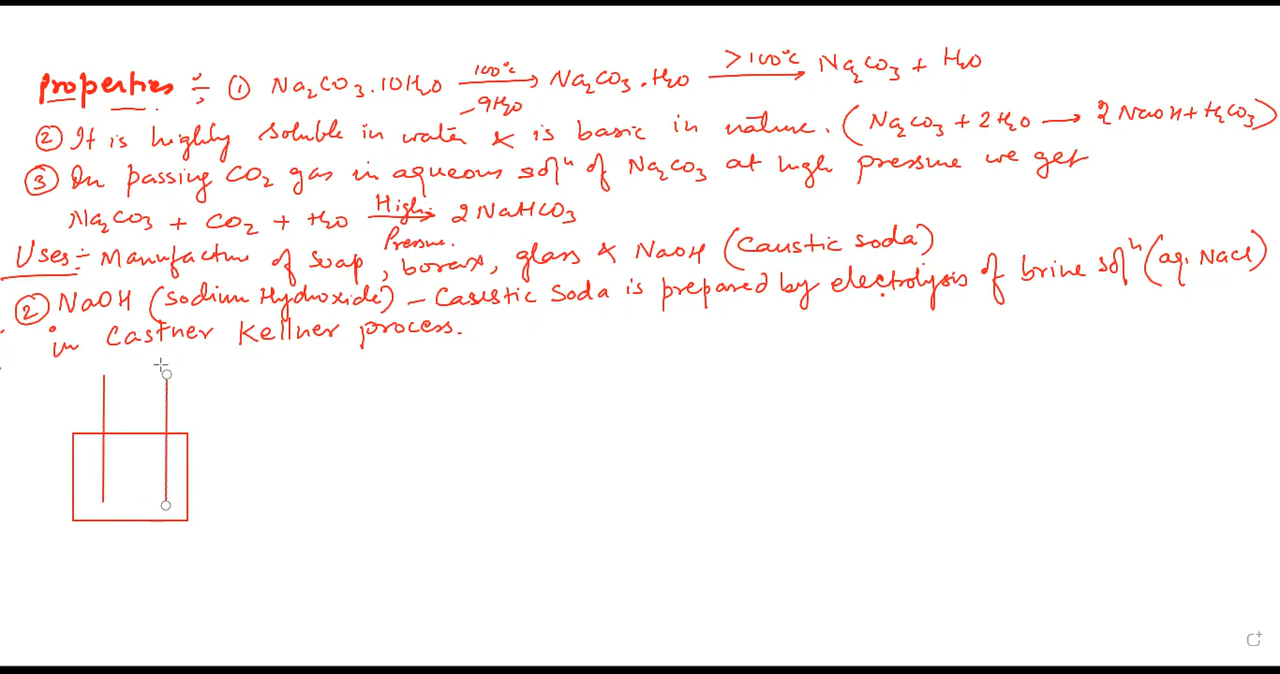 Properties :- ① Na2CO3.10H2O 100°c → -9H2O Na2CO3.H2O >100°c → Na2CO3 + H2O
② It is highly soluble in water & is basic in nature. (Na2CO3 + 2H2O → 2NaOH + H2CO3)
③ On passing CO2 gas in aqueous solⁿ of Na2CO3 at high pressure we get
Na2CO3 + CO2 + H2O High Pressure. → 2NaHCO3
Uses :- Manufacture of soap, borax, glass & NaOH (Caustic soda)
② NaOH (Sodium Hydroxide) - Causstic Soda is prepared by electrolysis of brine solⁿ (aq. NaCl)
in Castner Kellner process.